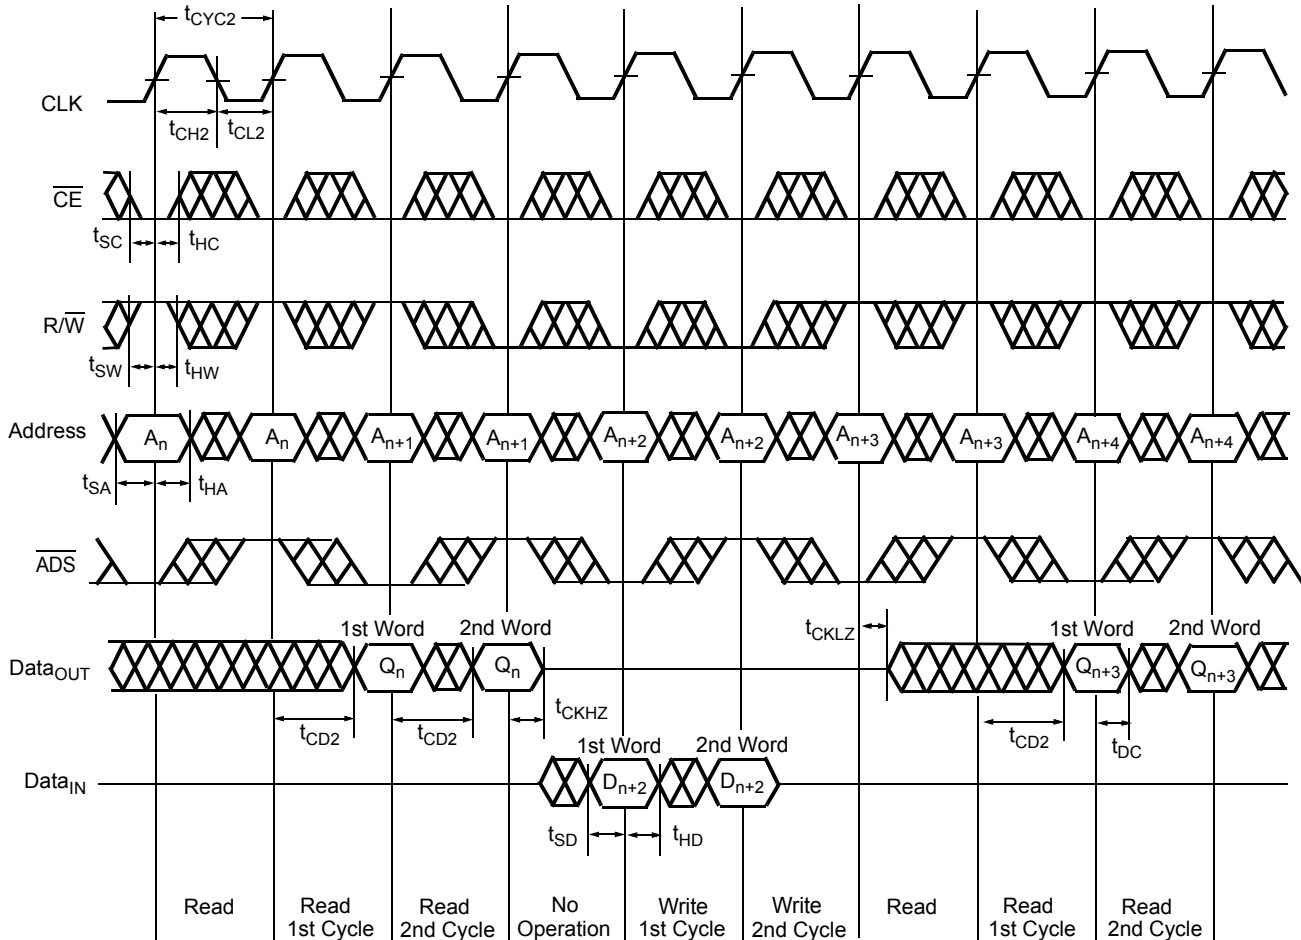 tCYC2
CLK
tCH2 tCL2
CE
tSC tHC
R/W
tSW tHW
Address An An An+1 An+1 An+2 An+2 An+3 An+3 An+4 An+4
tSA tHA
ADS
1st Word 2nd Word tCKLZ 1st Word 2nd Word
DataOUT Qn Qn Qn+3 Qn+3
tCD2 tCD2 tCKHZ tCD2 tDC
1st Word 2nd Word
DataIN Dn+2 Dn+2
tSD tHD
Read Read Read No Write Write Read Read Read
1st Cycle 2nd Cycle Operation 1st Cycle 2nd Cycle 1st Cycle 2nd Cycle